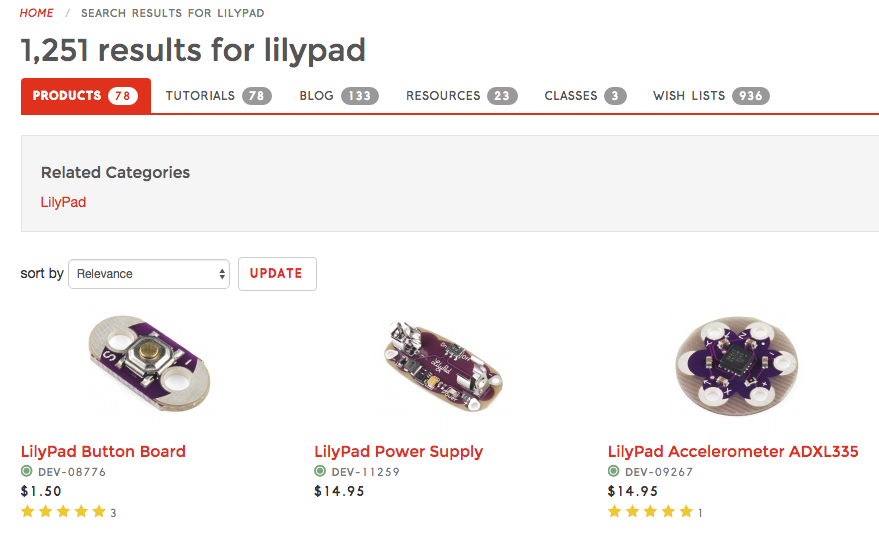 HOME / SEARCH RESULTS FOR LILYPAD
1,251 results for lilypad
PRODUCTS 78 TUTORIALS 78 BLOG 133 RESOURCES 23 CLASSES 3 WISH LISTS 936
Related Categories
LilyPad
sort by Relevance UPDATE
LilyPad Button Board
DEV-08776
$1.50
3
LilyPad Power Supply
DEV-11259
$14.95
LilyPad Accelerometer ADXL335
DEV-09267
$14.95
1